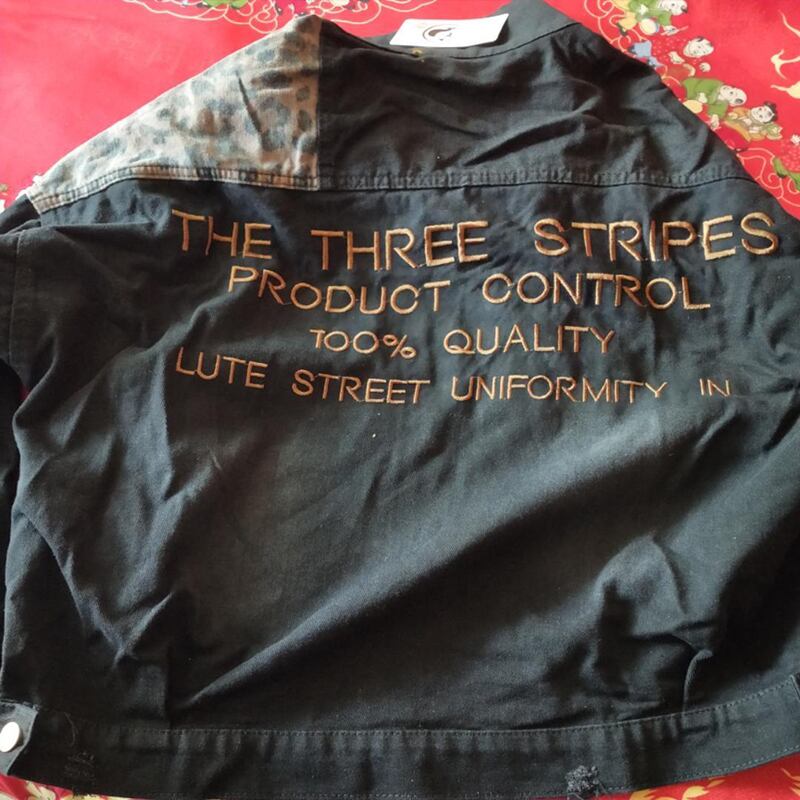 THE THREE STRIPES
PRODUCT CONTROL
100% QUALITY
LUTE STREET UNIFORMITY IN